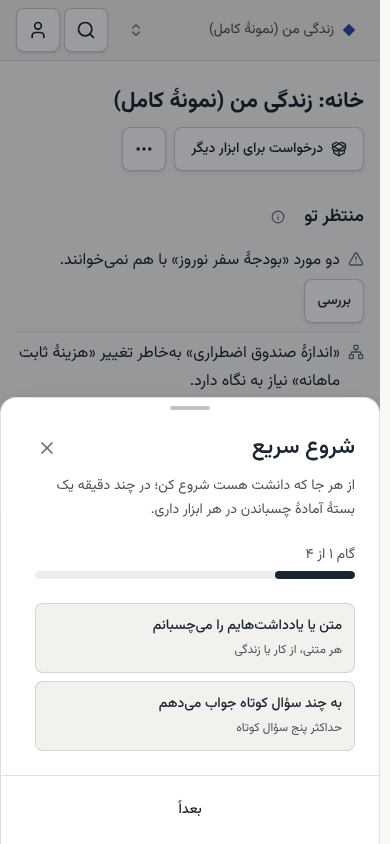 زندگی من (نمونهٔ کامل)
خانه: زندگی من (نمونهٔ کامل)
درخواست برای ابزار دیگر
منتظر تو
دو مورد «بودجهٔ سفر نوروز» با هم نمی‌خوانند.
بررسی
«اندازهٔ صندوق اضطراری» به‌خاطر تغییر «هزینهٔ ثابت
ماهانه» نیاز به نگاه دارد.
شروع سریع
از هر جا که دانشت هست شروع کن؛ در چند دقیقه یک
بستهٔ آمادهٔ چسباندن در هر ابزار داری.
گام ۱ از ۴
متن یا یادداشت‌هایم را می‌چسبانم
هر متنی، از کار یا زندگی
به چند سؤال کوتاه جواب می‌دهم
حداکثر پنج سؤال کوتاه
بعداً